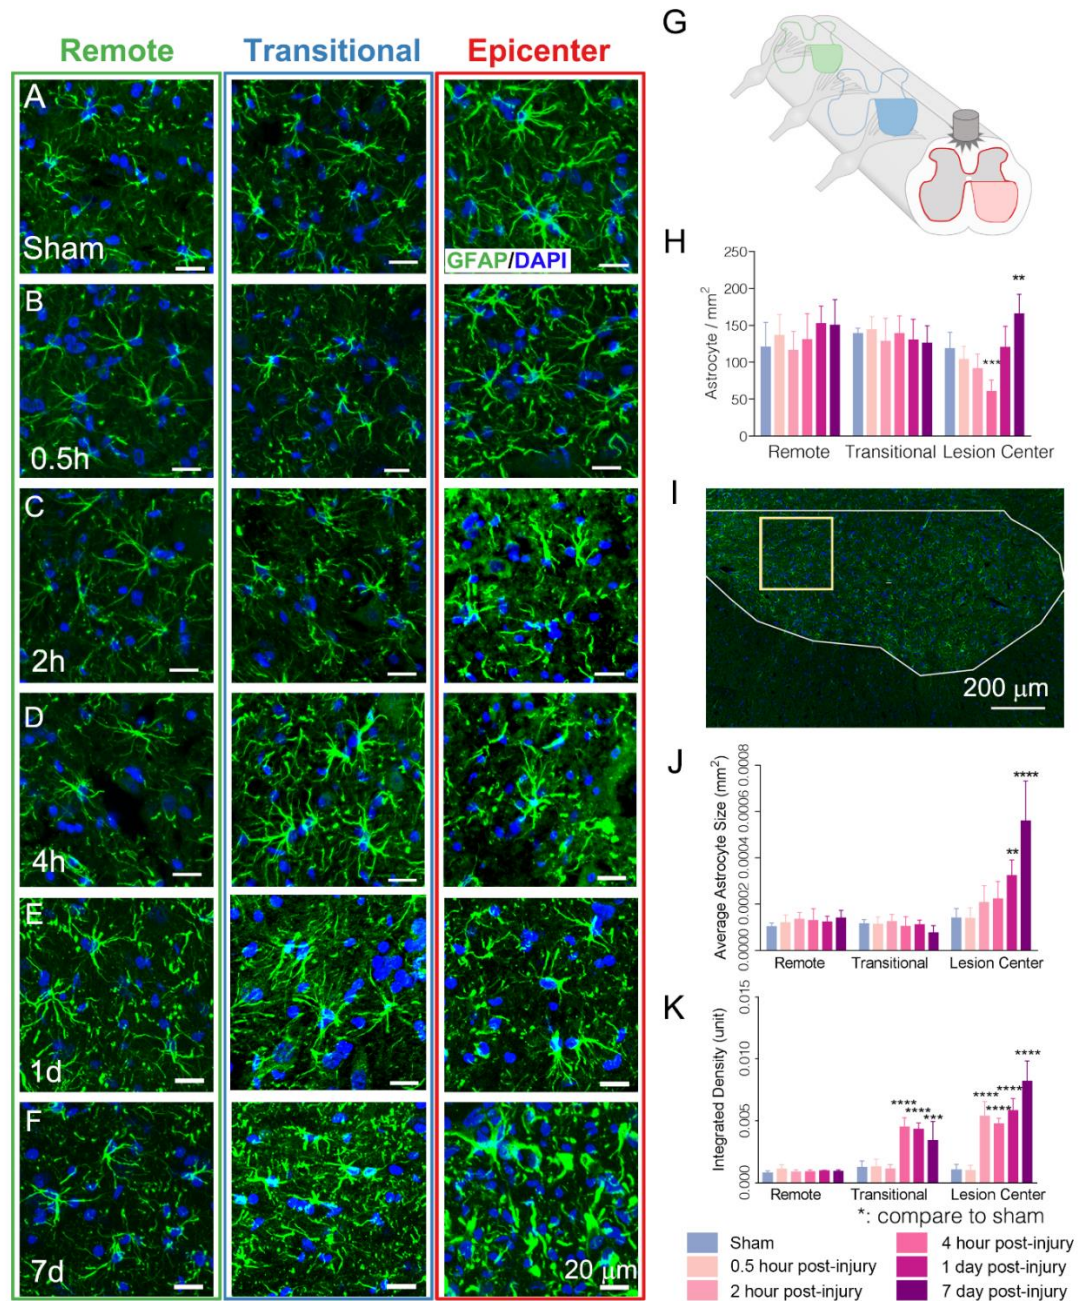 Remote Transitional Epicenter
A
Sham
GFAP/DAPI
B
0.5h
C
2h
D
4h
E
1d
F
7d
20 µm
G
H
Astrocyte / mm²
250
200
150
100
50
0
**
***
Remote Transitional Lesion Center
I
200 µm
J
Average Astrocyte Size (mm²)
0.0000 0.0002 0.0004 0.0006 0.0008
****
**
Remote Transitional Lesion Center
K
Integrated Density (unit)
0.000 0.005 0.010 0.015
****
****
***
****
****
****
****
Remote Transitional Lesion Center
*: compare to sham
Sham
0.5 hour post-injury
2 hour post-injury
4 hour post-injury
1 day post-injury
7 day post-injury